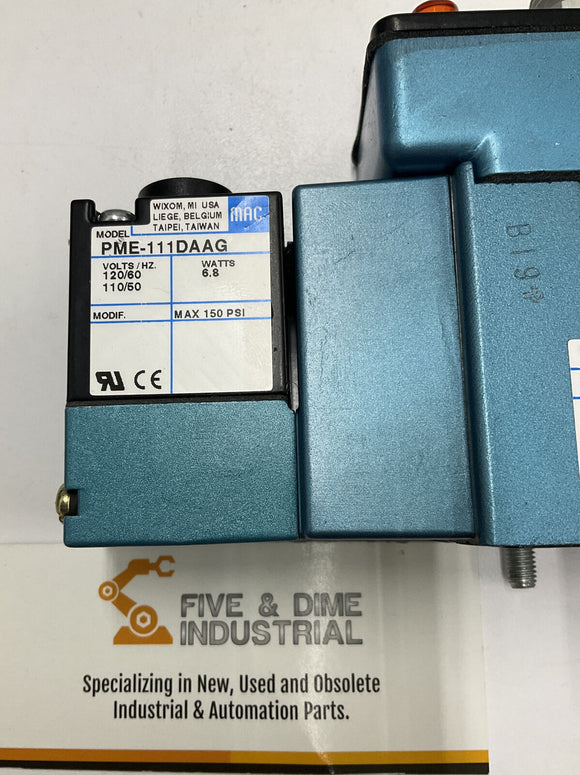 WIXOM, MI USA
LIEGE, BELGIUM
TAIPEI, TAIWAN
MAC
MODEL
PME-111DAAG
VOLTS/HZ.
120/60
110/50
WATTS
6.8
MODIF.
MAX 150 PSI
CE
FIVE & DIME
INDUSTRIAL
Specializing in New, Used and Obsolete
Industrial & Automation Parts.